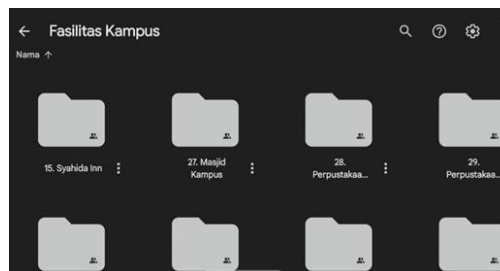 Fasilitas Kampus
Nama
15. Syahida Inn
27. Masjid
Kampus
28.
Perpustakaa...
29.
Perpustakaa...